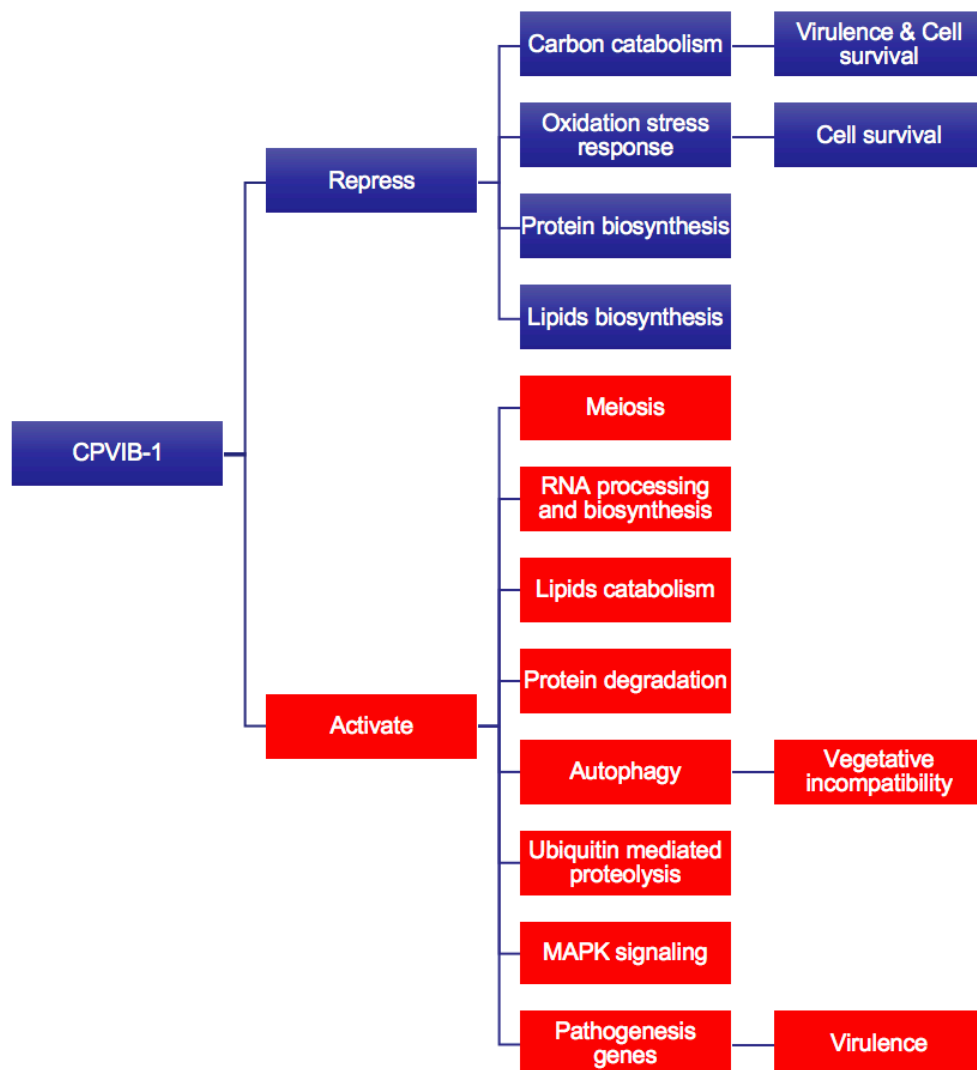 Carbon catabolism
Virulence & Cell
survival
Oxidation stress
response
Cell survival
Repress
Protein biosynthesis
Lipids biosynthesis
Meiosis
CPVIB-1
RNA processing
and biosynthesis
Lipids catabolism
Protein degradation
Activate
Autophagy
Vegetative
incompatibility
Ubiquitin mediated
proteolysis
MAPK signaling
Pathogenesis
genes
Virulence